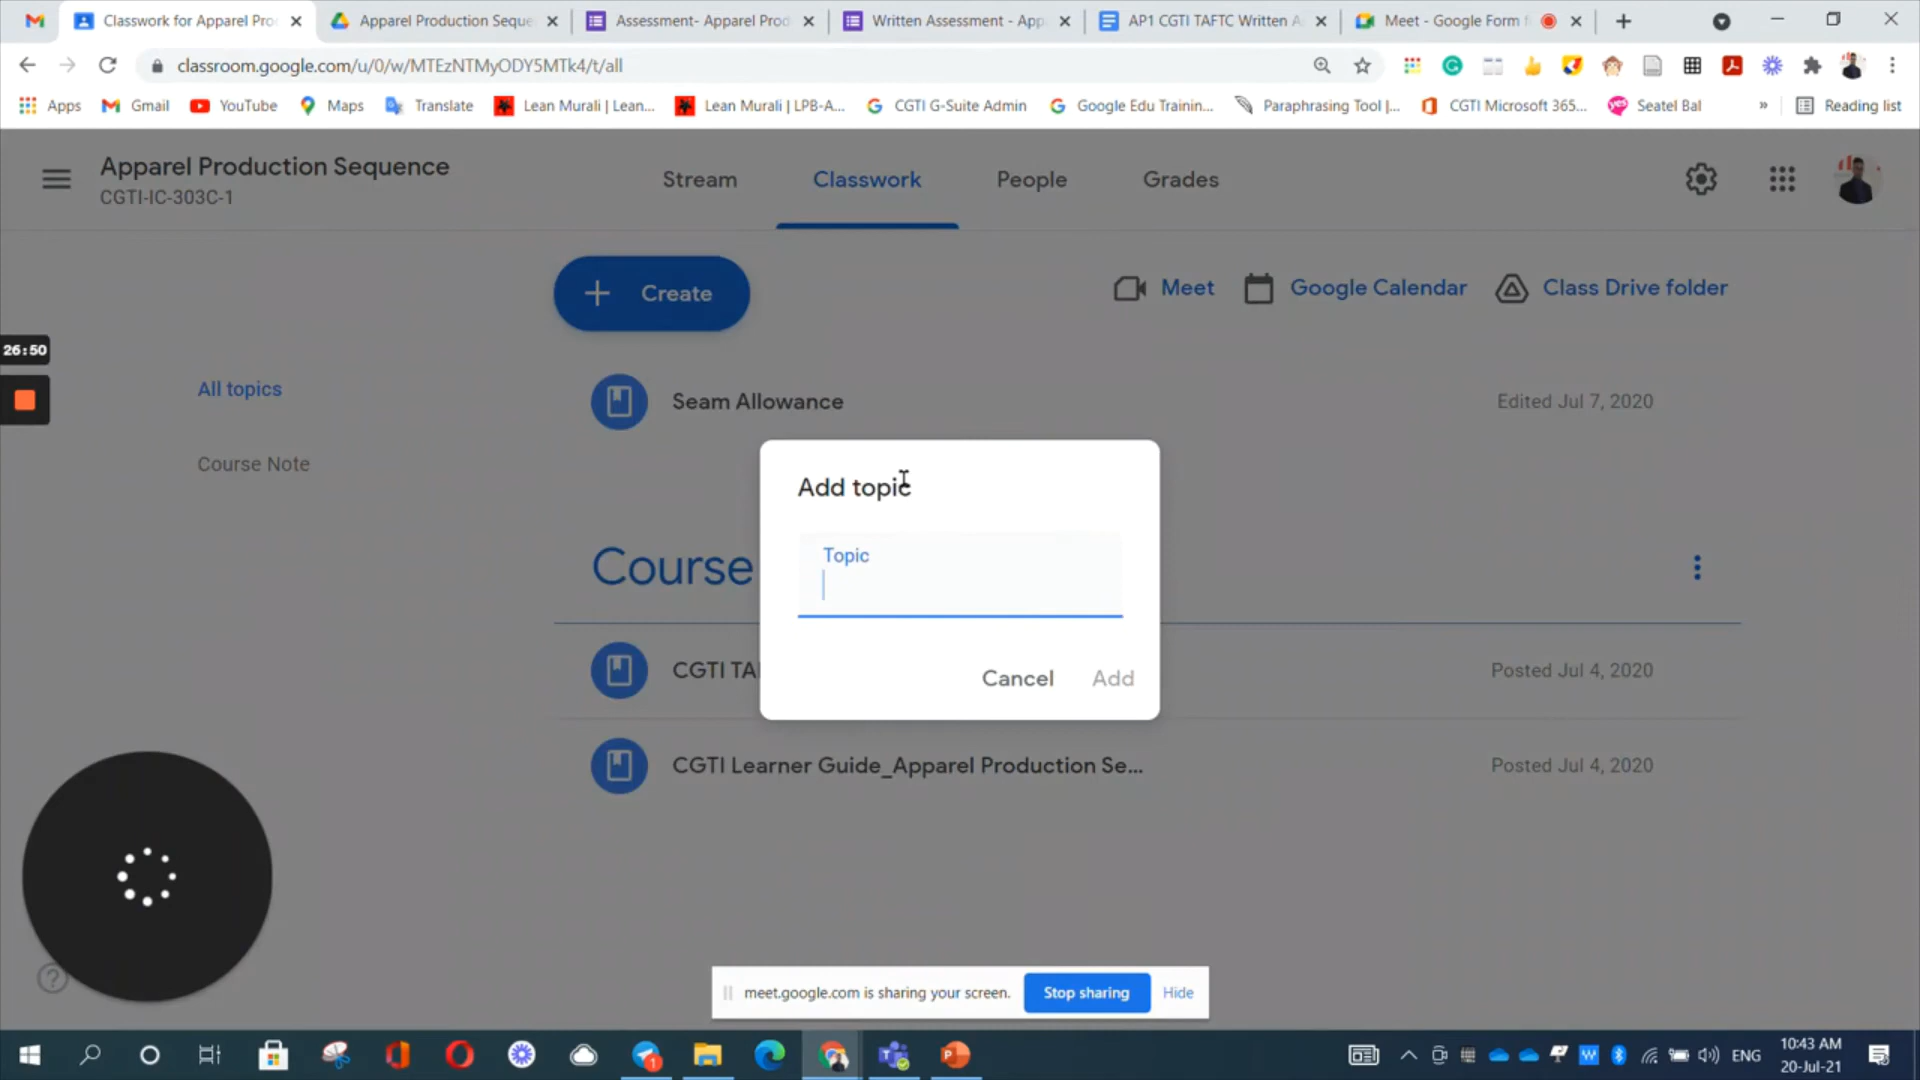 Classwork for Apparel Pro
Apparel Production Seque
Assessment- Apparel Prod
Written Assessment - App
AP1 CGTI TAFTC Written A
Meet - Google Form f
classroom.google.com/u/0/w/MTEzNTMyODY5MTk4/t/all
Apps
Gmail
YouTube
Maps
Translate
Lean Murali | Lean...
Lean Murali | LPB-A...
CGTI G-Suite Admin
Google Edu Trainin...
Paraphrasing Tool |...
CGTI Microsoft 365...
Seatel Bal
»
Reading list
Apparel Production Sequence
CGTI-IC-303C-1
Stream
Classwork
People
Grades
Create
Meet
Google Calendar
Class Drive folder
26:50
All topics
Course Note
Seam Allowance
Edited Jul 7, 2020
Add topic
Topic
Cancel
Add
Course
CGTI TA
Posted Jul 4, 2020
CGTI Learner Guide_Apparel Production Se...
Posted Jul 4, 2020
meet.google.com is sharing your screen.
Stop sharing
Hide
ENG
10:43 AM
20-Jul-21